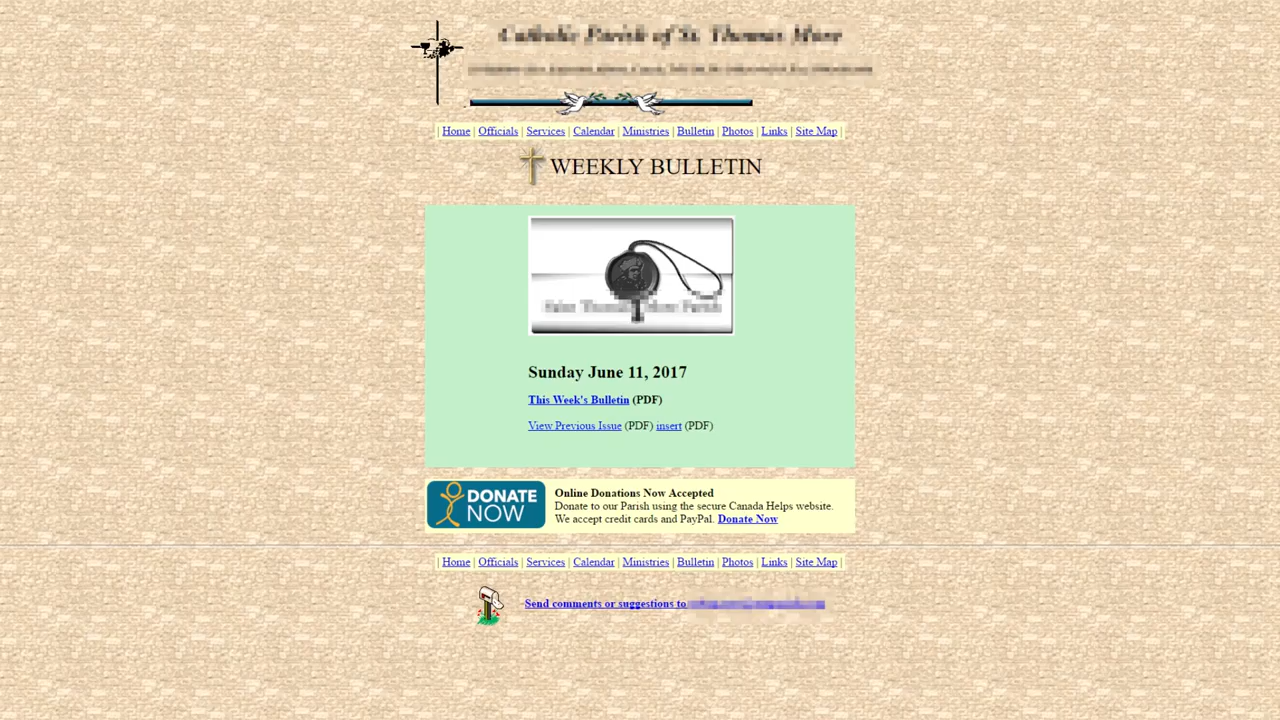 | Home | Officials | Services | Calendar | Ministries | Bulletin | Photos | Links | Site Map |
WEEKLY BULLETIN
Sunday June 11, 2017
This Week's Bulletin (PDF)
View Previous Issue (PDF) insert (PDF)
DONATE
NOW
Online Donations Now Accepted
Donate to our Parish using the secure Canada Helps website.
We accept credit cards and PayPal. Donate Now
| Home | Officials | Services | Calendar | Ministries | Bulletin | Photos | Links | Site Map |
Send comments or suggestions to